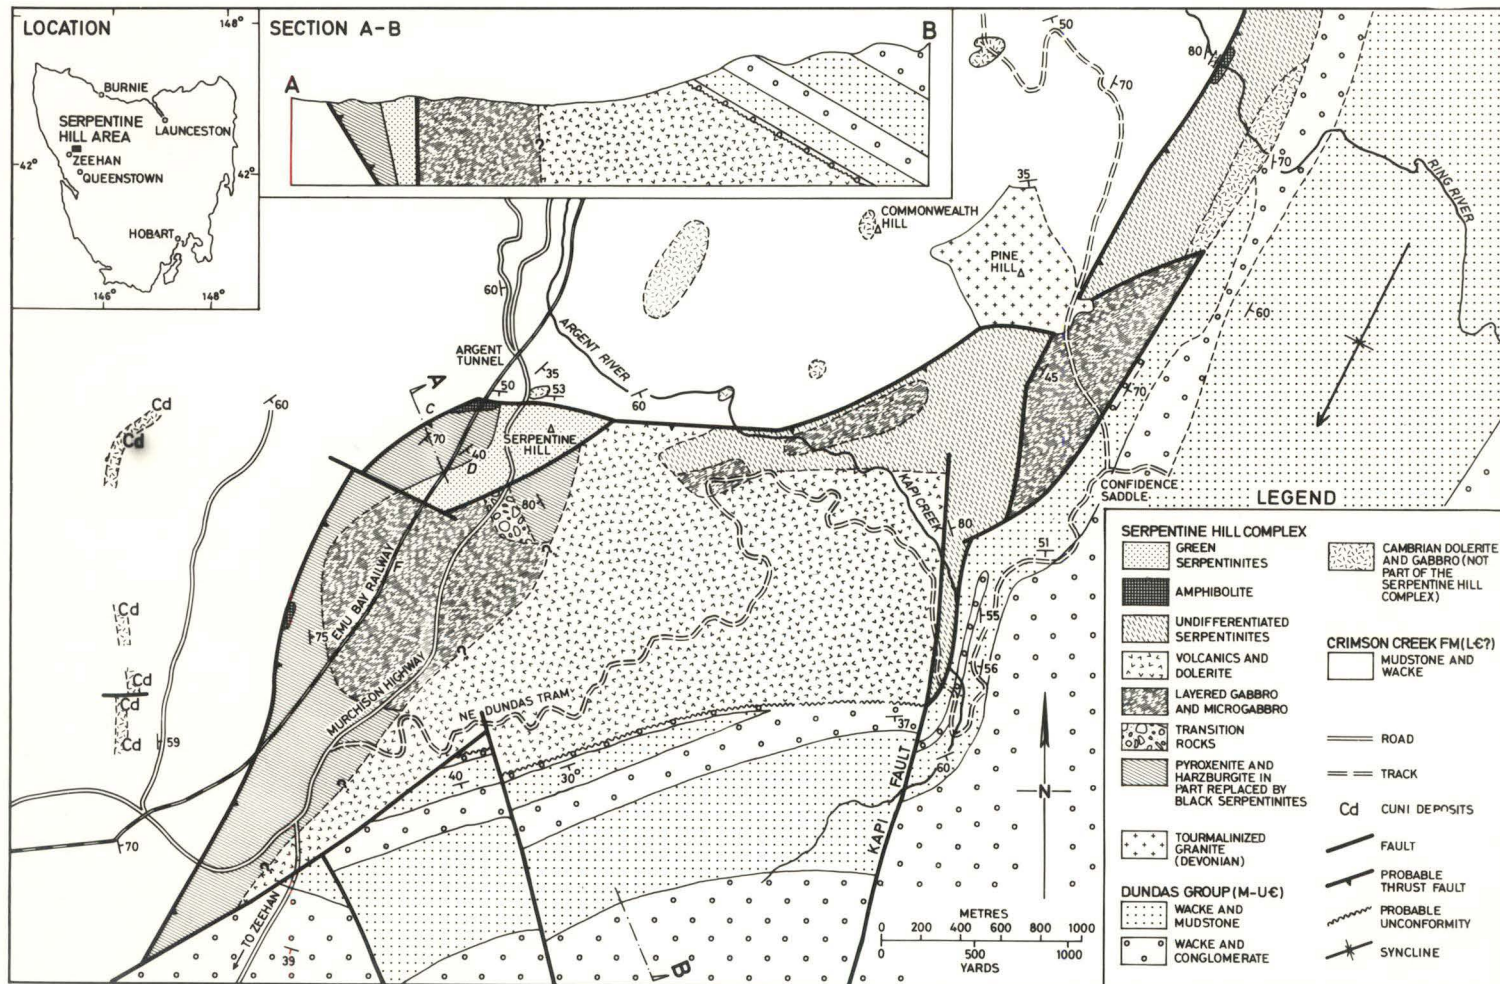 LOCATION
148°
BURNIE
SERPENTINE
HILL AREA
LAUNCESTON
42°
ZEEHAN
QUEENSTOWN
42°
HOBART
146°
148°
SECTION A-B
A
B
?
50
80
70
35
COMMONWEALTH
HILL
PINE
HILL
70
RING RIVER
60
60
ARGENT RIVER
ARGENT
TUNNEL
35
50
53
60
45
70
A
C
Cd
60
Cd
SERPENTINE
HILL
70
40
D
80
KAPI CREEK
80
CONFIDENCE
SADDLE
51
?
F
EMU BAY RAILWAY
75
Cd
55
56
?
MURCHISON HIGHWAY
NE DUNDAS TRAM
Cd
Cd
Cd
59
37
40
30°
60
KAPI FAULT
?
?
70
TO ZEEHAN
39
B
N
METRES
0 200 400 600 800 1000
0 500 1000
YARDS
LEGEND
SERPENTINE HILL COMPLEX
GREEN
SERPENTINITES
AMPHIBOLITE
UNDIFFERENTIATED
SERPENTINITES
VOLCANICS AND
DOLERITE
LAYERED GABBRO
AND MICROGABBRO
TRANSITION
ROCKS
PYROXENITE AND
HARZBURGITE IN
PART REPLACED BY
BLACK SERPENTINITES
TOURMALINIZED
GRANITE
(DEVONIAN)
DUNDAS GROUP (M-U€)
WACKE AND
MUDSTONE
WACKE AND
CONGLOMERATE
CAMBRIAN DOLERITE
AND GABBRO (NOT
PART OF THE
SERPENTINE HILL
COMPLEX)
CRIMSON CREEK FM (L€?)
MUDSTONE AND
WACKE
ROAD
TRACK
Cd CUNI DEPOSITS
FAULT
PROBABLE
THRUST FAULT
PROBABLE
UNCONFORMITY
SYNCLINE